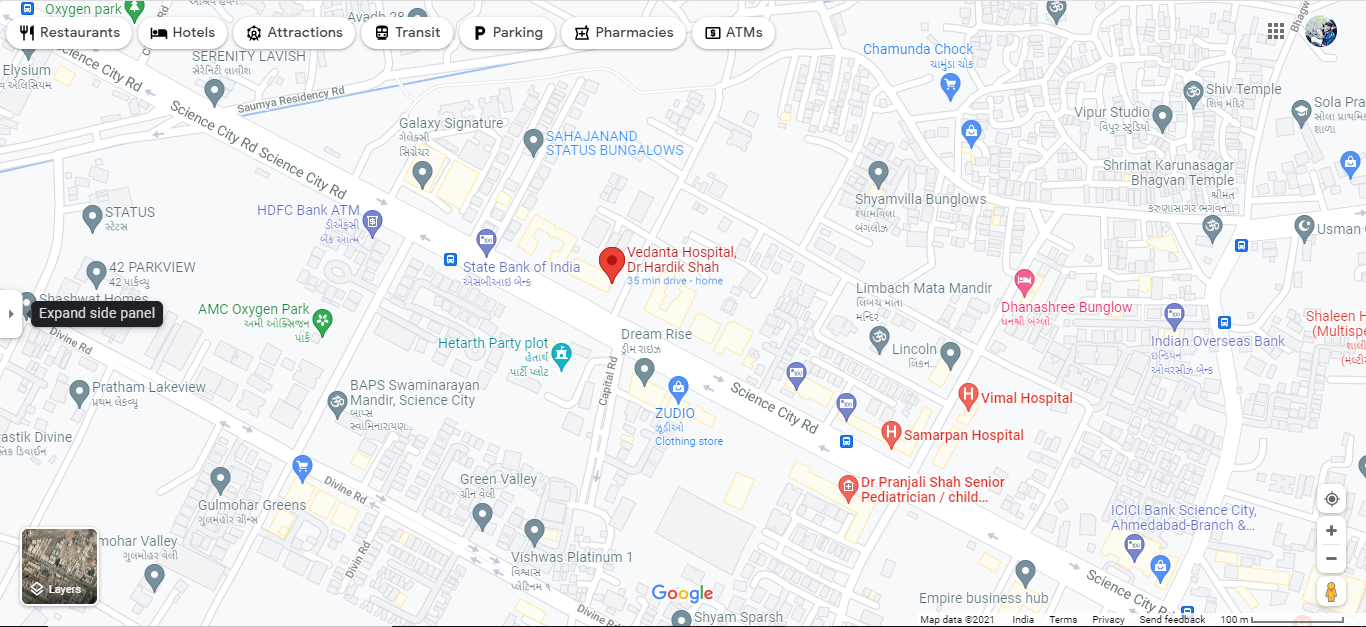 Oxygen park
Avadh 28
Restaurants
Hotels
Attractions
Transit
Parking
Pharmacies
ATMs
Elysium
Science City Rd
SERENITY LAVISH
સેરેનિટી લાવીશ
Saumya Residency Rd
Science City Rd
Science City Rd
Galaxy Signature
ગેલેક્સી
સિગ્નેચર
SAHAJANAND
STATUS BUNGALOWS
Chamunda Chock
ચામુંડા ચોક
Shiv Temple
શિવ મંદિર
Vipur Studio
વિપુર સ્ટુડિયો
Sola Pra
સોલા પ્રાથમિ
શાળા
Shrimat Karunasagar
Bhagvan Temple
શ્રીમત
કરુણાસાગર ભગવન...
Shyamvilla Bunglows
શ્યામવિલા
બંગલોઝ
Usman
STATUS
સ્ટેટસ
HDFC Bank ATM
ડીએફસી
બેંક આત્મ
State Bank of India
એસબીઆઇ બેન્ક
Vedanta Hospital,
Dr.Hardik Shah
35 min drive - home
42 PARKVIEW
42 પાર્કવ્યુ
Shashwat Homes
Expand side panel
AMC Oxygen Park
અમી ઓક્સિજન
પાર્ક
Divine Rd
Limbach Mata Mandir
લિંબચ માતા
મન્દિર
Dhanashree Bunglow
ધનશ્રી બંગ્લો
Indian Overseas Bank
ઇન્ડિયન
ઓવરસીઝ બેન્ક
Shaleen H
(Multispe
Hetarth Party plot
હેતાર્થ
પાર્ટી પ્લોટ
Dream Rise
ડ્રીમ રાઇઝ
Lincoln
લિંકન...
Capital Rd
Pratham Lakeview
પ્રથમ લેકવ્યુ
BAPS Swaminarayan
Mandir, Science City
બાપ્સ
સ્વામિનારાયણ...
ZUDIO
ઝૂડીઓ
Clothing store
Science City Rd
Vimal Hospital
Samarpan Hospital
astik Divine
Dr Pranjali Shah Senior
Pediatrician / child...
Gulmohar Greens
ગુલમહોર ગ્રીન્સ
Divine Rd
Green Valley
ગ્રીન વેલી
ICICI Bank Science City,
Ahmedabad-Branch &...
mohar Valley
ગુલમોહર વેલી
Divin Rd
Vishwas Platinum 1
વિશ્વાસ
પ્લેટિનમ ૧
Layers
Divine Rd
Google
Shyam Sparsh
Empire business hub
Science City Rd
Map data ©2021
India
Terms
Privacy
Send feedback
100 m